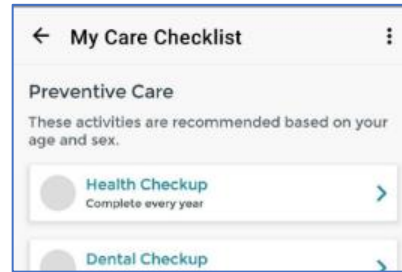 My Care Checklist
Preventive Care
These activities are recommended based on your
age and sex.
Health Checkup
Complete every year
Dental Checkup